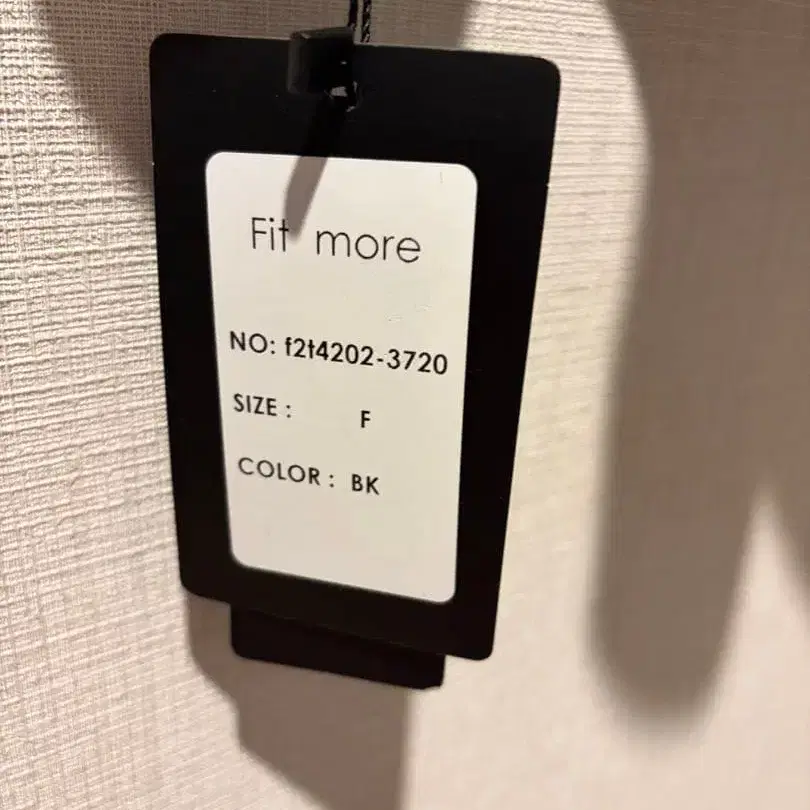 Fit more
NO: f2t4202-3720
SIZE : F
COLOR : BK